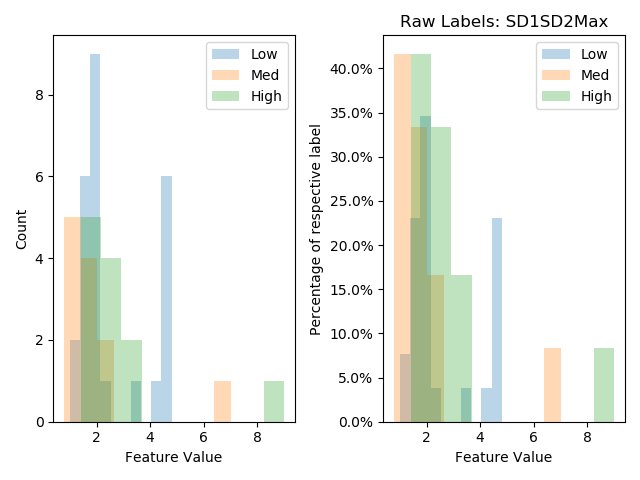 Low
Med
High
8
6
4
2
0
Count
2
4
6
8
Feature Value
Raw Labels: SD1SD2Max
Low
Med
High
40.0%
35.0%
30.0%
25.0%
20.0%
15.0%
10.0%
5.0%
0.0%
Percentage of respective label
2
4
6
8
Feature Value